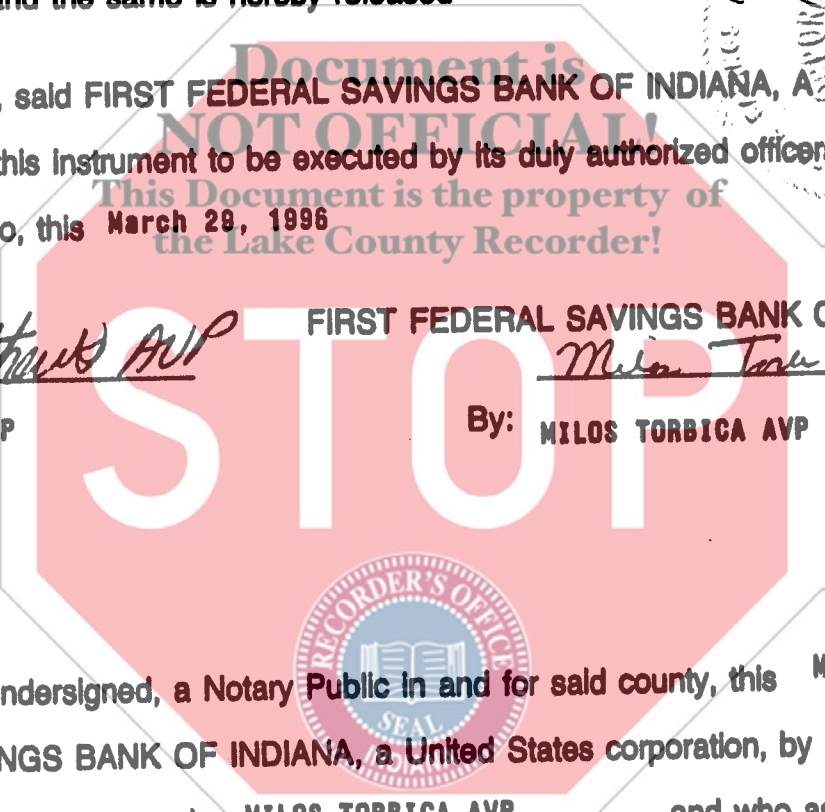 and the same is hereby released
Document is
, said FIRST FEDERAL SAVINGS BANK OF INDIANA, A
NOT OFFICIAL!
this instrument to be executed by its duly authorized officer
This Document is the property of
o, this March 29, 1996
the Lake County Recorder!
FIRST FEDERAL SAVINGS BANK O
AVP
STOP
By: MILOS TORBICA AVP
P
RECORDER'S OFFICE
ndersigned, a Notary Public in and for said county, this M
SEAL
NGS BANK OF INDIANA, a United States corporation, by
INDIANA
MILOS TORBICA AVP and who a